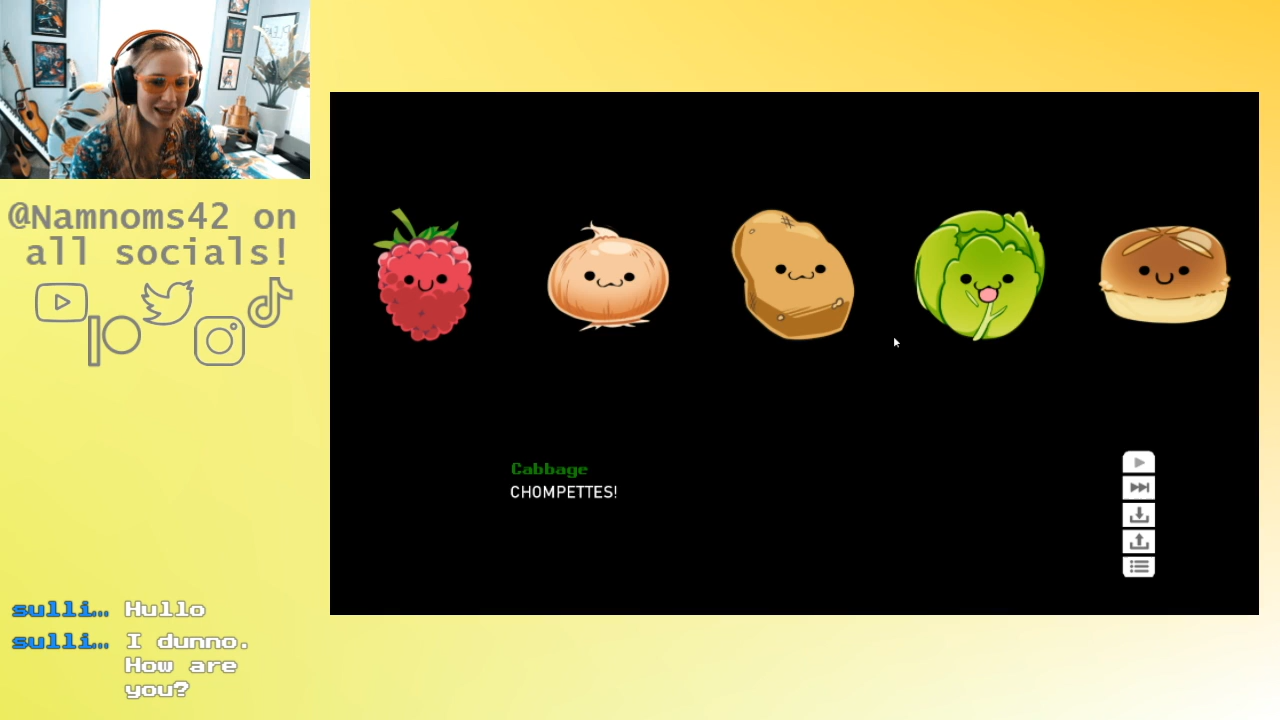 @Namnoms42 on
all socials!
Cabbage
CHOMPETTES!
sulli... Hullo
sulli... I dunno.
How are
you?